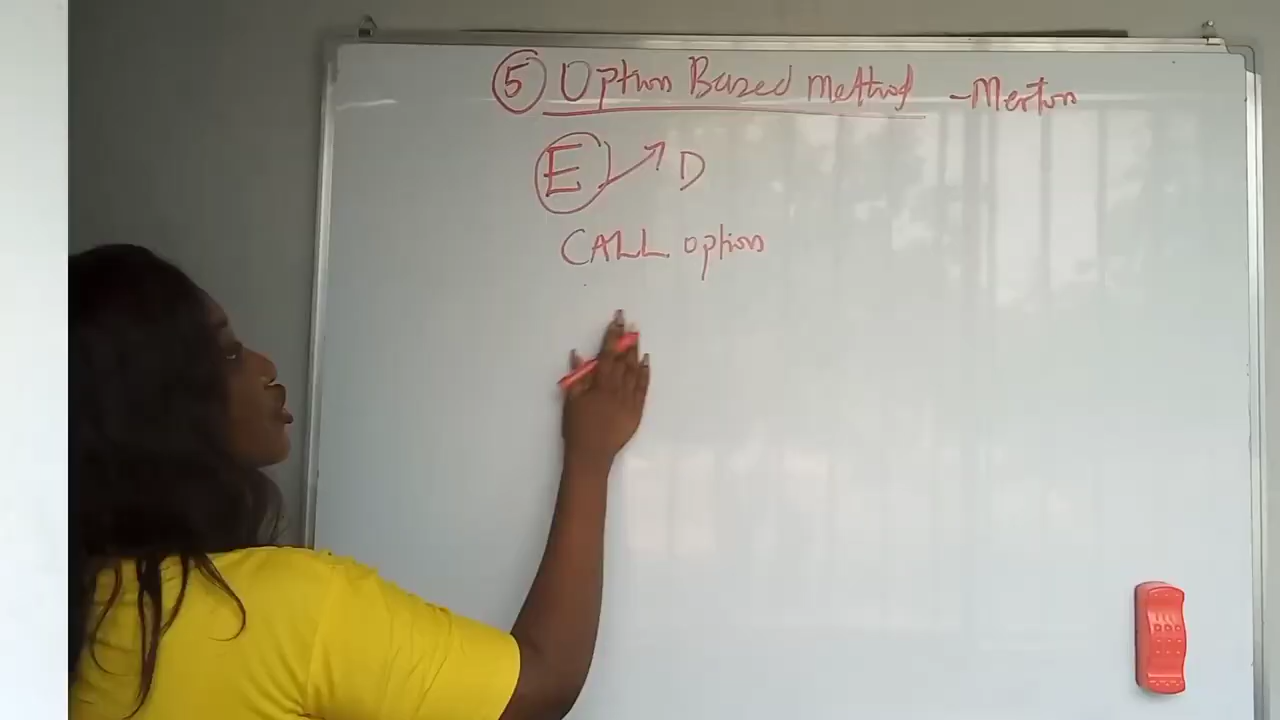 ⑤ Option Based Method - Merton
E → D
CALL option